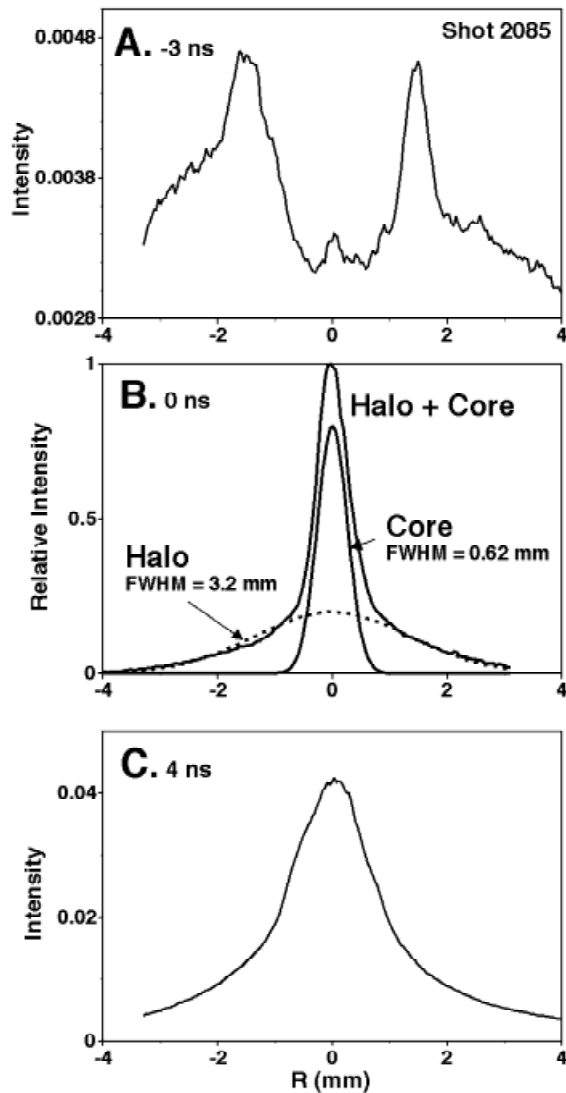 A. -3 ns
Shot 2085
Intensity
0.0048
0.0038
0.0028
-4 -2 0 2 4
B. 0 ns
Halo + Core
Core
FWHM = 0.62 mm
Halo
FWHM = 3.2 mm
Relative Intensity
1
0.5
0
-4 -2 0 2 4
C. 4 ns
Intensity
0.04
0.02
0
-4 -2 0 2 4
R (mm)